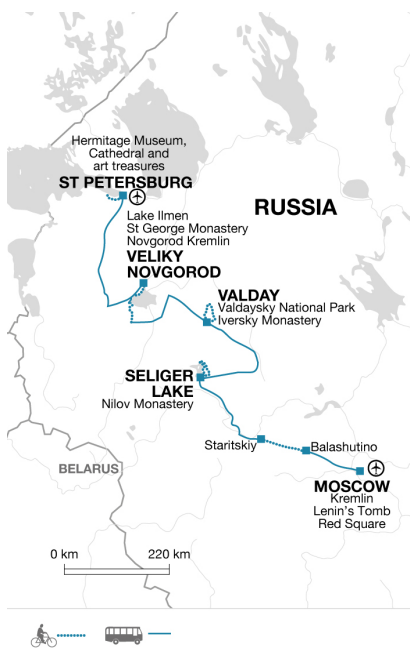 Hermitage Museum,
Cathedral and
art treasures
ST PETERSBURG
Lake Ilmen
St George Monastery
Novgorod Kremlin
VELIKY
NOVGOROD
RUSSIA
VALDAY
Valdaysky National Park
Iversky Monastery
SELIGER
LAKE
Nilov Monastery
Staritskiy
Balashutino
BELARUS
MOSCOW
Kremlin
Lenin's Tomb
Red Square
0 km 220 km